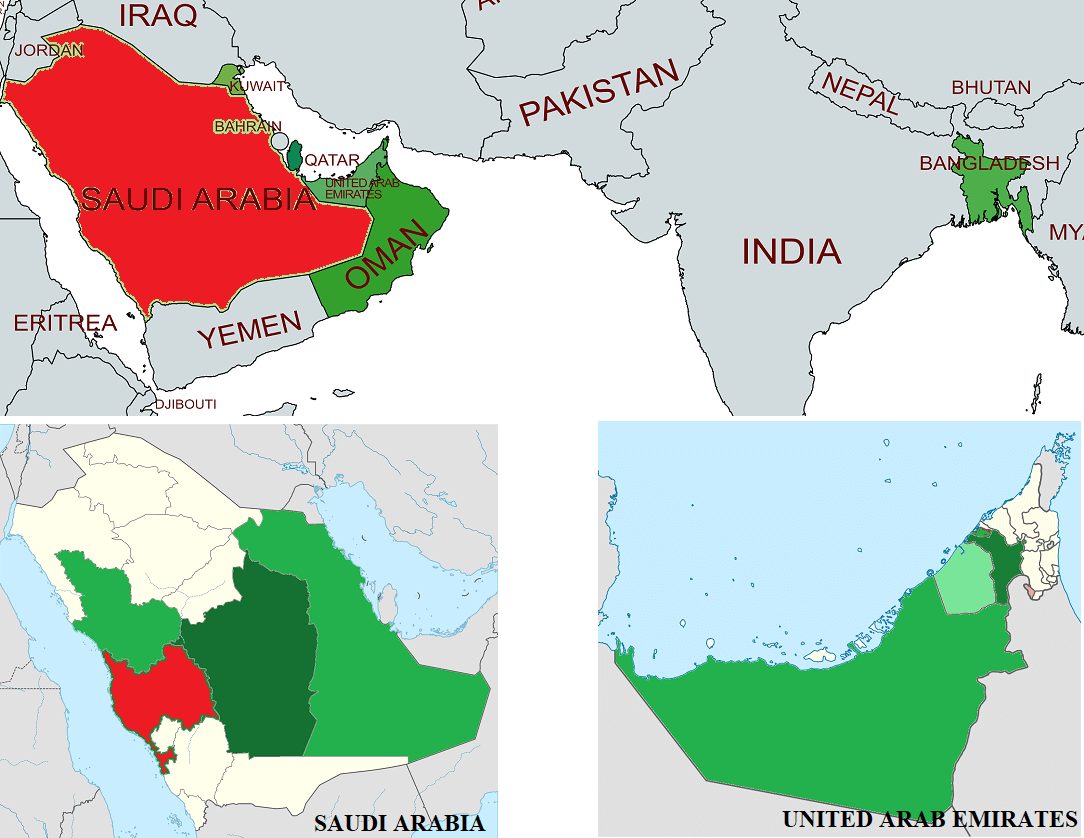 IRAQ
JORDAN
KUWAIT
BAHRAIN
QATAR
SAUDI ARABIA
UNITED ARAB
EMIRATES
OMAN
YEMEN
ERITREA
DJIBOUTI
PAKISTAN
NEPAL
BHUTAN
BANGLADESH
INDIA
MY
SAUDI ARABIA
UNITED ARAB EMIRATES